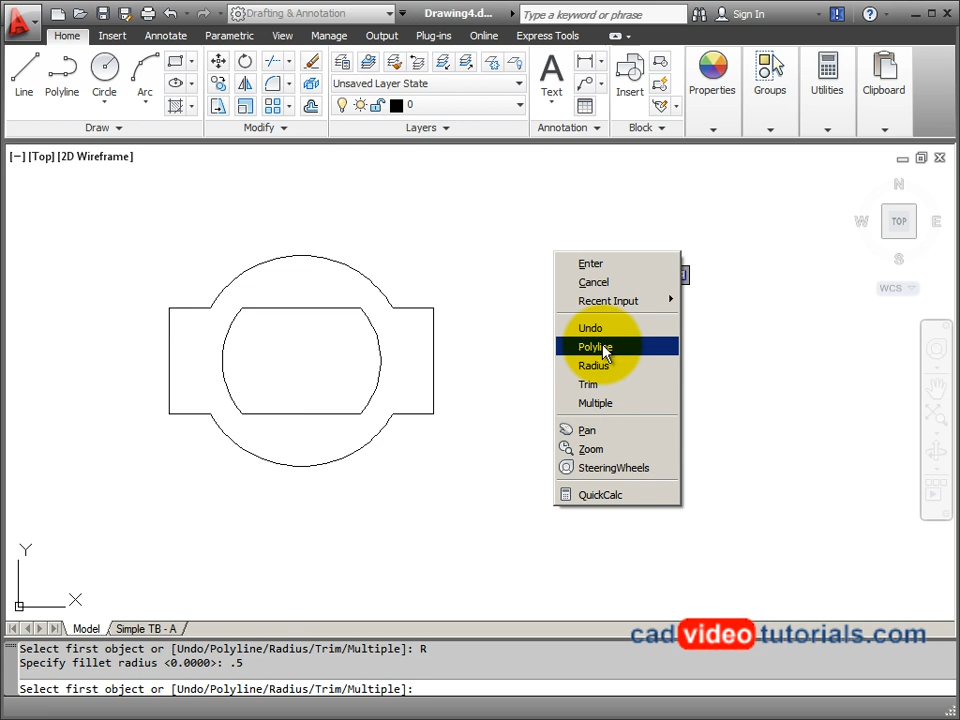 Drafting & Annotation
Drawing4.d...
Type a keyword or phrase
Sign In
Home Insert Annotate Parametric View Manage Output Plug-ins Online Express Tools
Unsaved Layer State
0
Line Polyline Circle Arc
Text
Insert
Properties Groups Utilities Clipboard
Draw Modify Layers Annotation Block
[−] [Top] [2D Wireframe]
N
W TOP E
S
WCS
Enter
Cancel
Recent Input
Undo
Polyline
Radius
Trim
Multiple
Pan
Zoom
SteeringWheels
QuickCalc
Y
X
Model Simple TB - A
cad video tutorials.com
Select first object or [Undo/Polyline/Radius/Trim/Multiple]: R
Specify fillet radius <0.0000>: .5
Select first object or [Undo/Polyline/Radius/Trim/Multiple]: